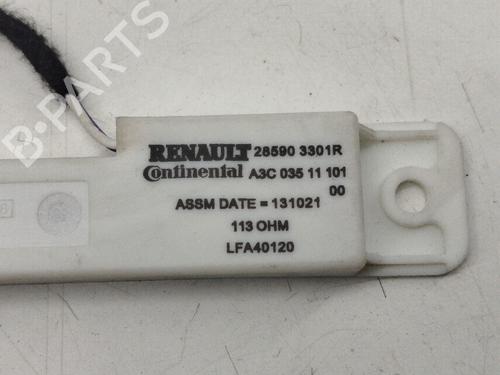 B-PARTS
RENAULT 28590 3301R
Continental A3C 035 11 101
00
ASSM DATE = 131021
113 OHM
LFA40120